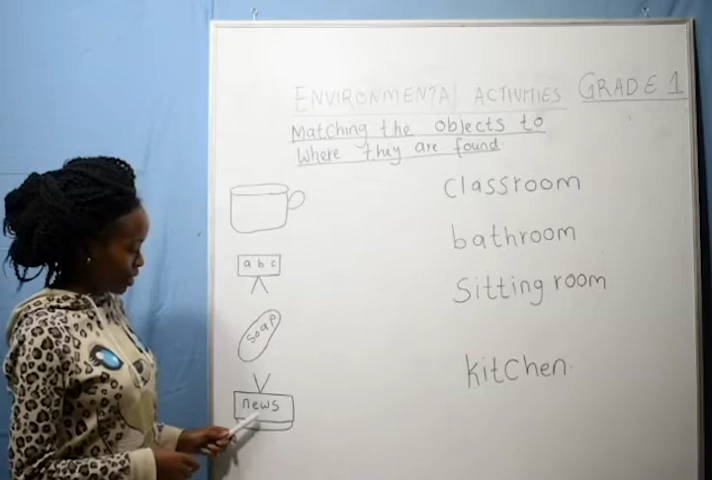 ENVIRONMENTAL ACTIVITIES GRADE 1
Matching the objects to
where they are found
classroom
a b c
bathroom
Sitting room
soap
kitchen
news